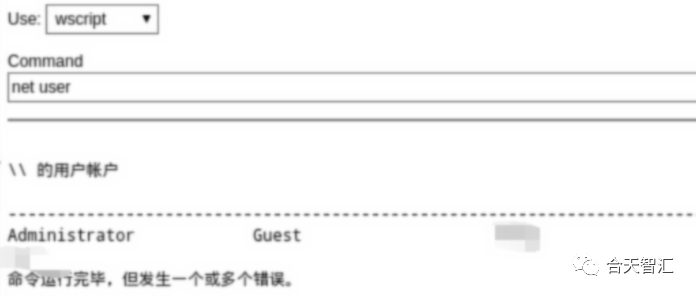 Use: wscript ▼
Command
net user
\\ 的用户帐户
-------------------------------------------------------------------------------
Administrator Guest
命令运行完毕，但发生一个或多个错误。
合天智汇